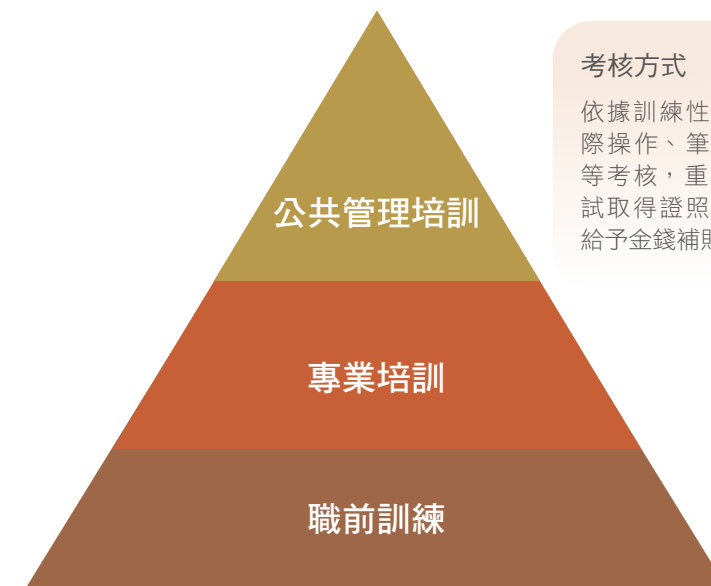 公共管理培訓
專業培訓
職前訓練
考核方式
依據訓練性
際操作、筆
等考核，重
試取得證照
給予金錢補